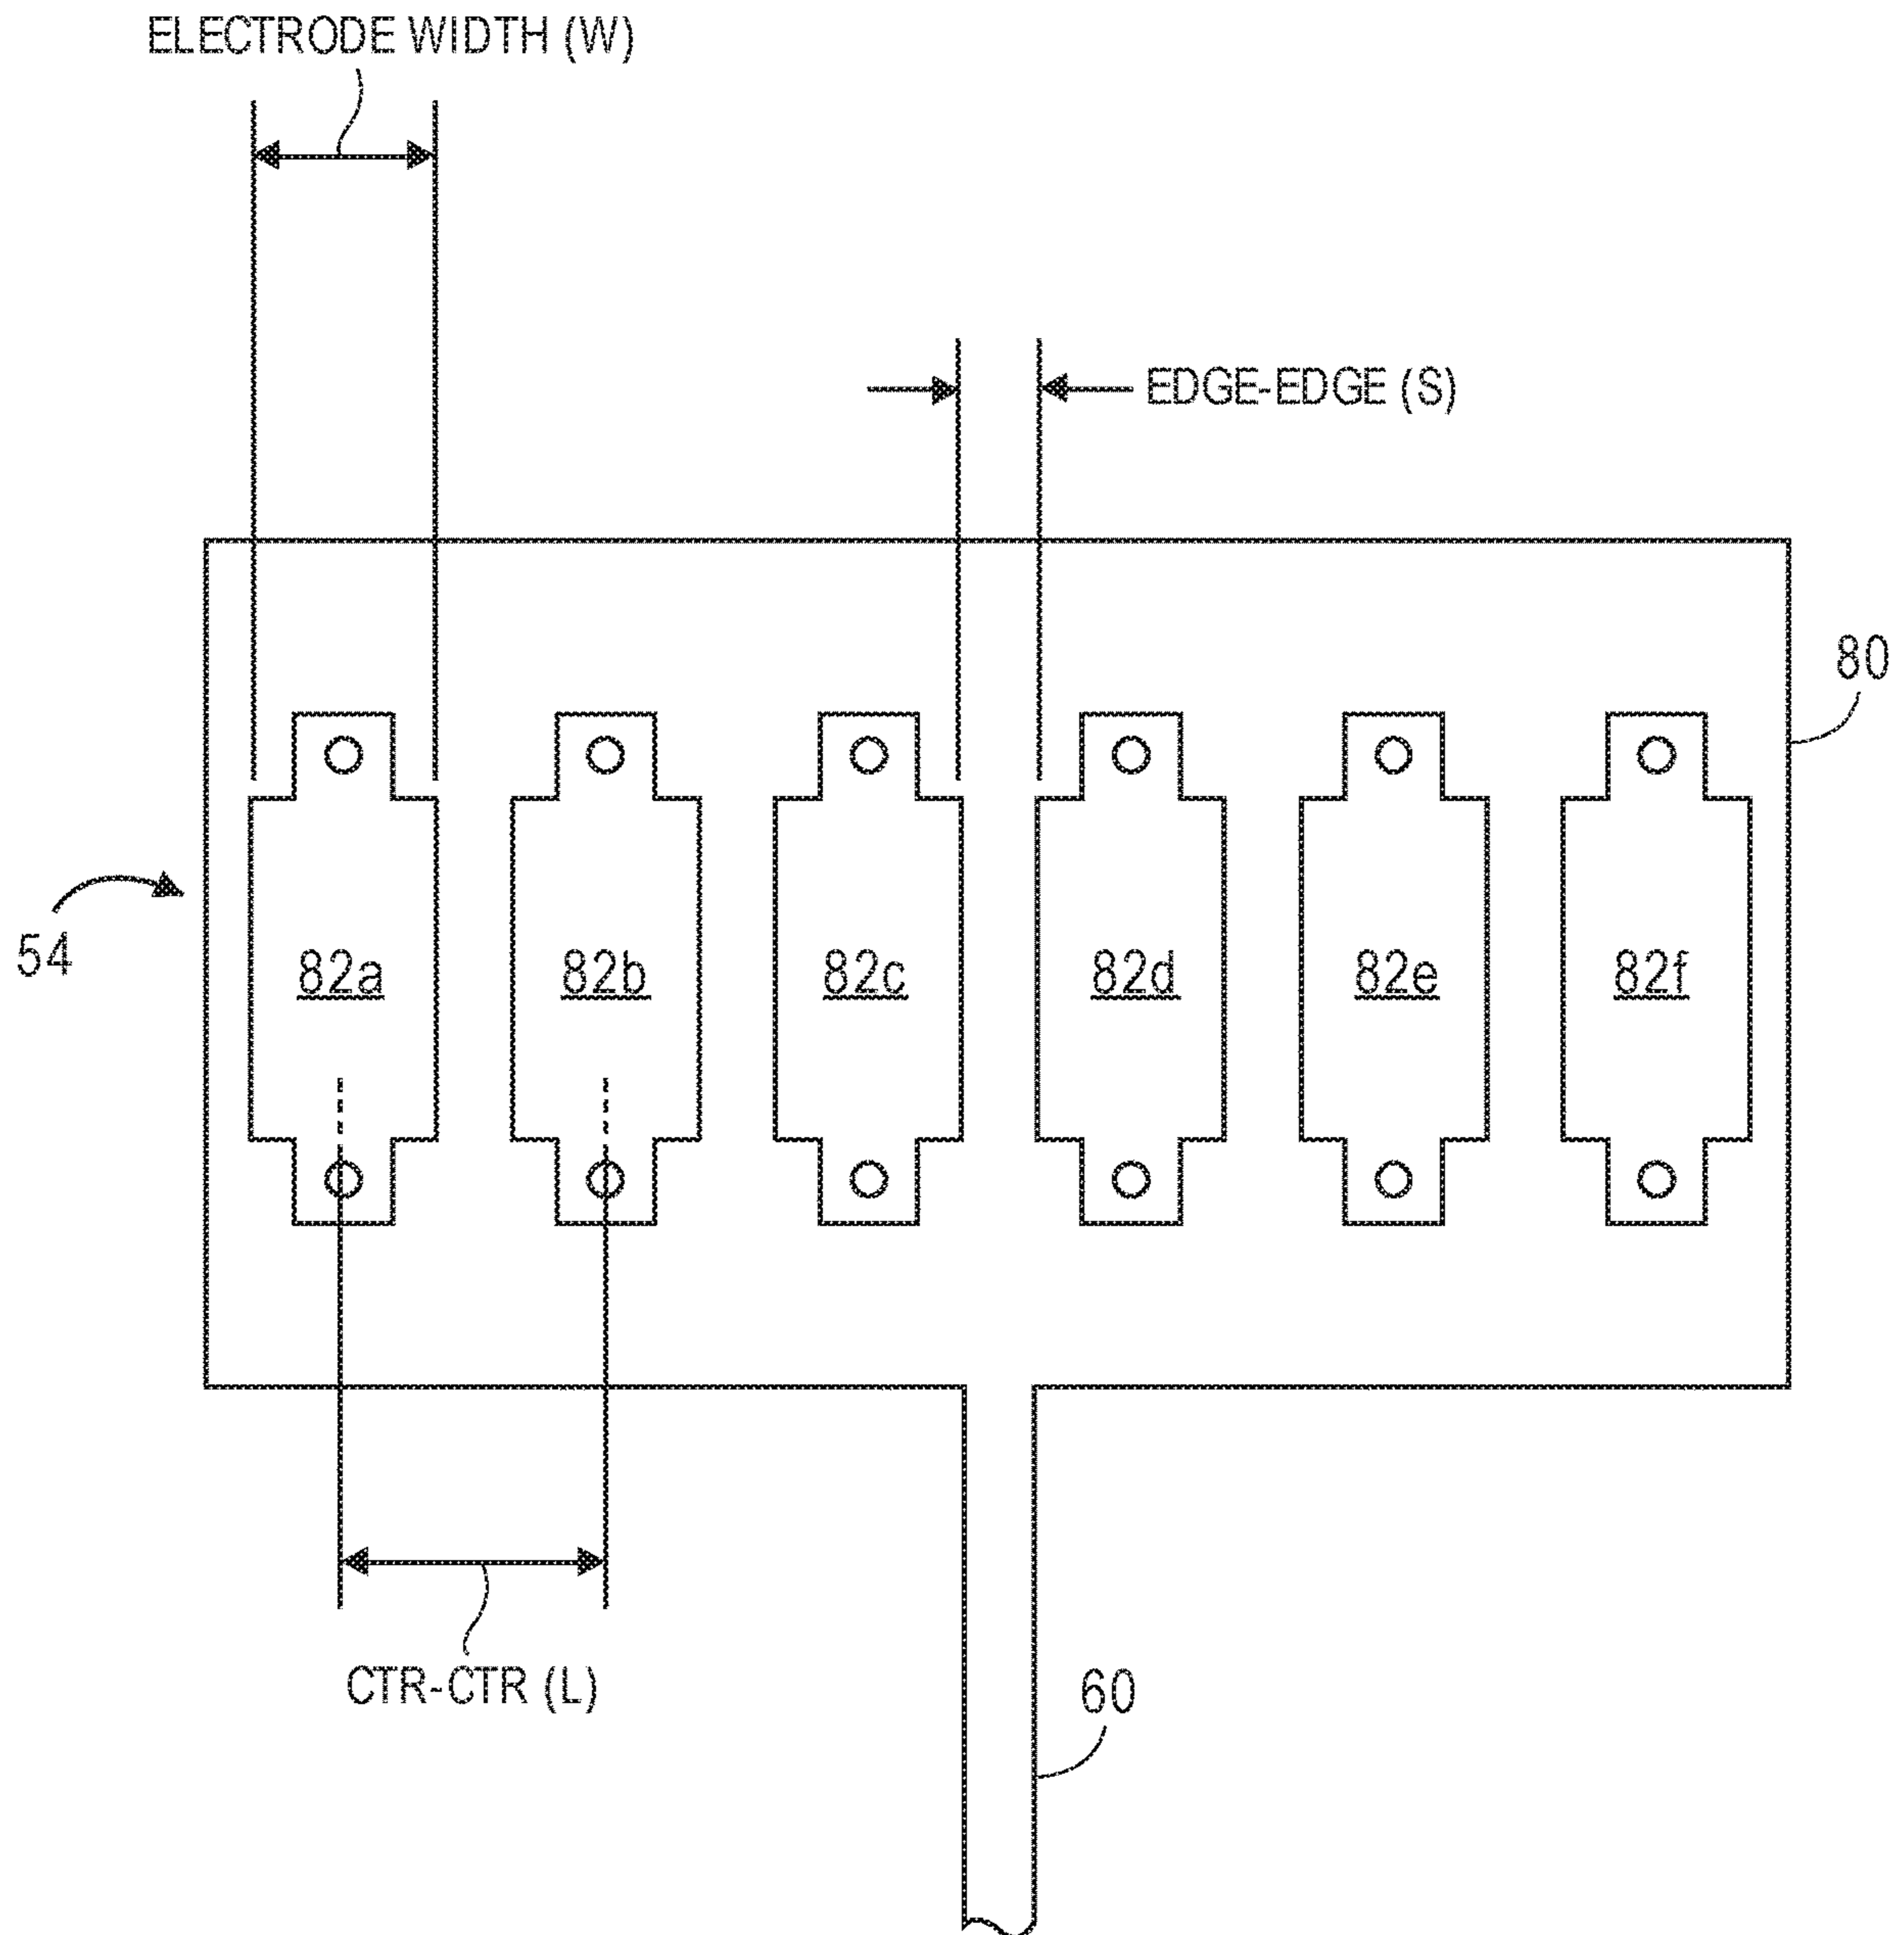 ELECTRODE WIDTH (W)
EDGE-EDGE (S)
80
54
82a
82b
82c
82d
82e
82f
CTR-CTR (L)
60